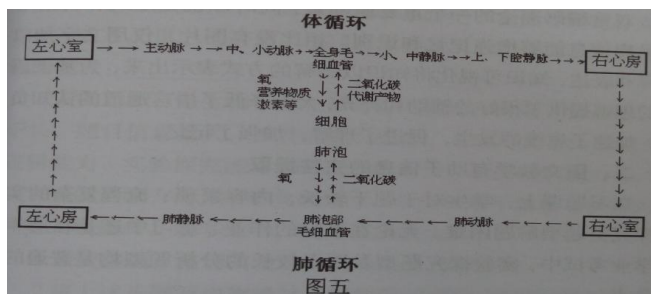 体循环
左心室 主动脉 中、小动脉 全身毛细血管 小、中静脉 上、下腔静脉 右心房
氧 营养物质 激素等
二氧化碳 代谢产物
细胞
肺泡
氧 二氧化碳
左心房 肺静脉 肺泡部毛细血管 肺动脉 右心室
肺循环
图五